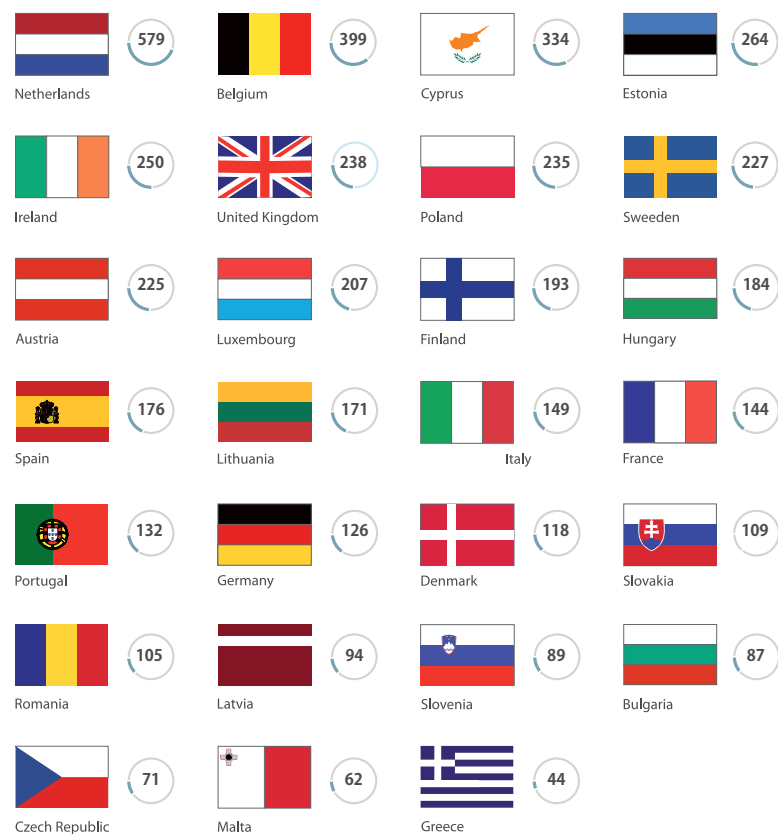 579 399 334 264
Netherlands Belgium Cyprus Estonia
250 238 235 227
Ireland United Kingdom Poland Sweeden
225 207 193 184
Austria Luxembourg Finland Hungary
176 171 149 144
Spain Lithuania Italy France
132 126 118 109
Portugal Germany Denmark Slovakia
105 94 89 87
Romania Latvia Slovenia Bulgaria
71 62 44
Czech Republic Malta Greece